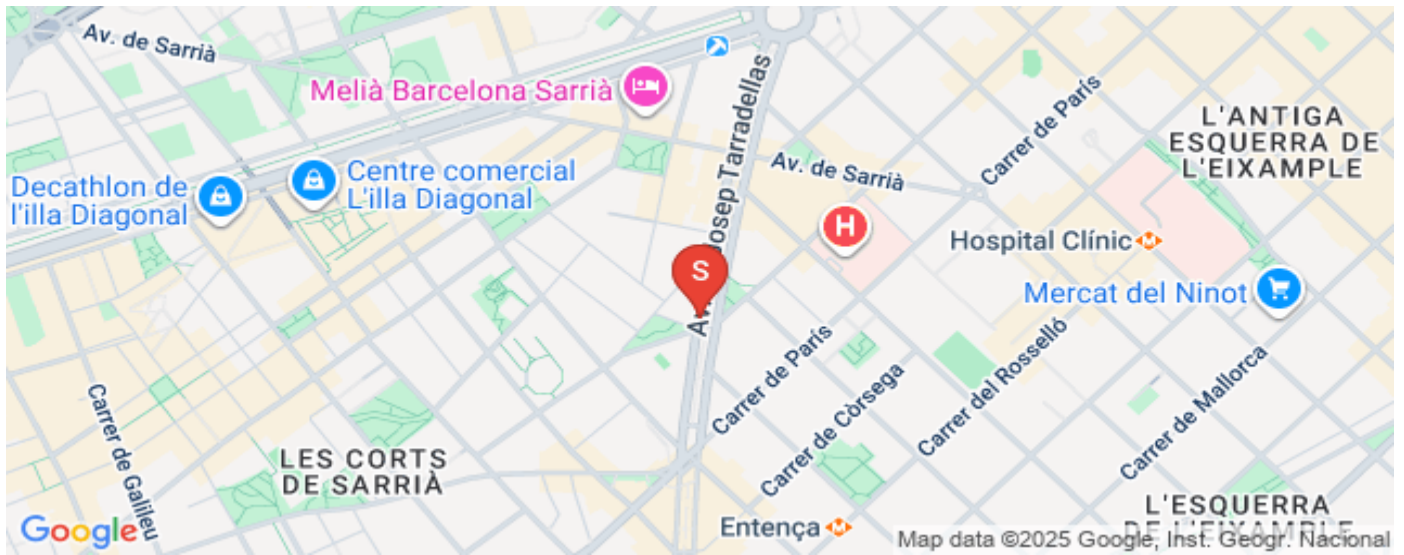 Av. de Sarrià
Melià Barcelona Sarrià
Josep Tarradellas
Carrer de París
L'ANTIGA
ESQUERRA DE
L'EIXAMPLE
Decathlon de
l'illa Diagonal
Centre comercial
L'illa Diagonal
Av. de Sarrià
H
Hospital Clínic
M
S
Av.
Mercat del Ninot
Carrer de París
Carrer de Còrsega
Carrer del Rosselló
Carrer de Mallorca
Carrer de Galileu
LES CORTS
DE SARRIÀ
L'ESQUERRA
DE L'EIXAMPLE
Google
Entença
M
Map data ©2025 Google, Inst. Geogr. Nacional